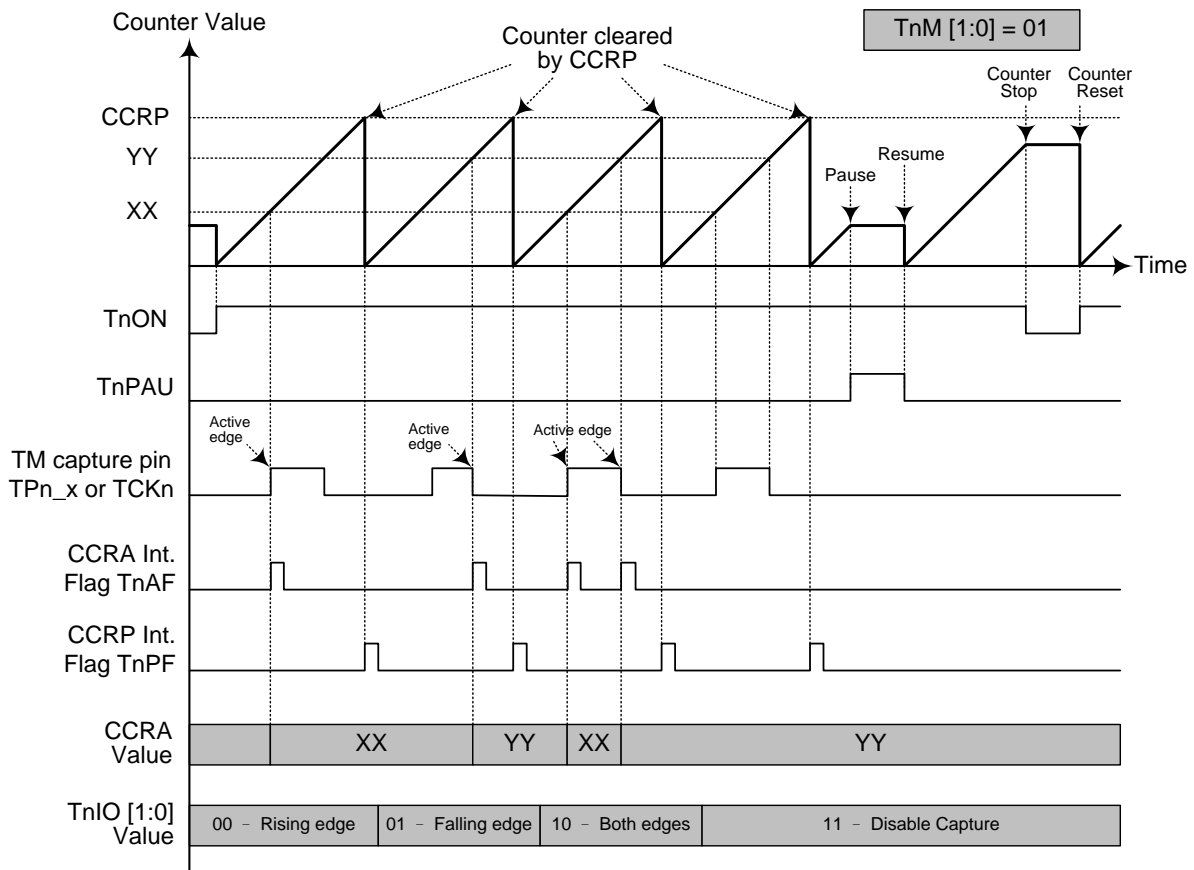 Counter Value
TnM [1:0] = 01
Counter cleared
by CCRP
Counter
Stop
Counter
Reset
CCRP
YY
XX
Pause
Resume
Time
TnON
TnPAU
Active
edge
Active
edge
Active edge
TM capture pin
TPn_x or TCKn
CCRA Int.
Flag TnAF
CCRP Int.
Flag TnPF
CCRA
Value
XX
YY
XX
YY
TnIO [1:0]
Value
00 – Rising edge
01 – Falling edge
10 – Both edges
11 – Disable Capture